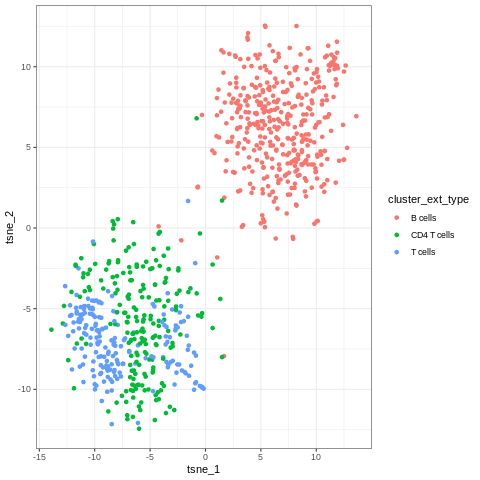 10
5
0
-5
-10
-15
-10
-5
0
5
10
tsne_1
tsne_2
cluster_ext_type
B cells
CD4 T cells
T cells